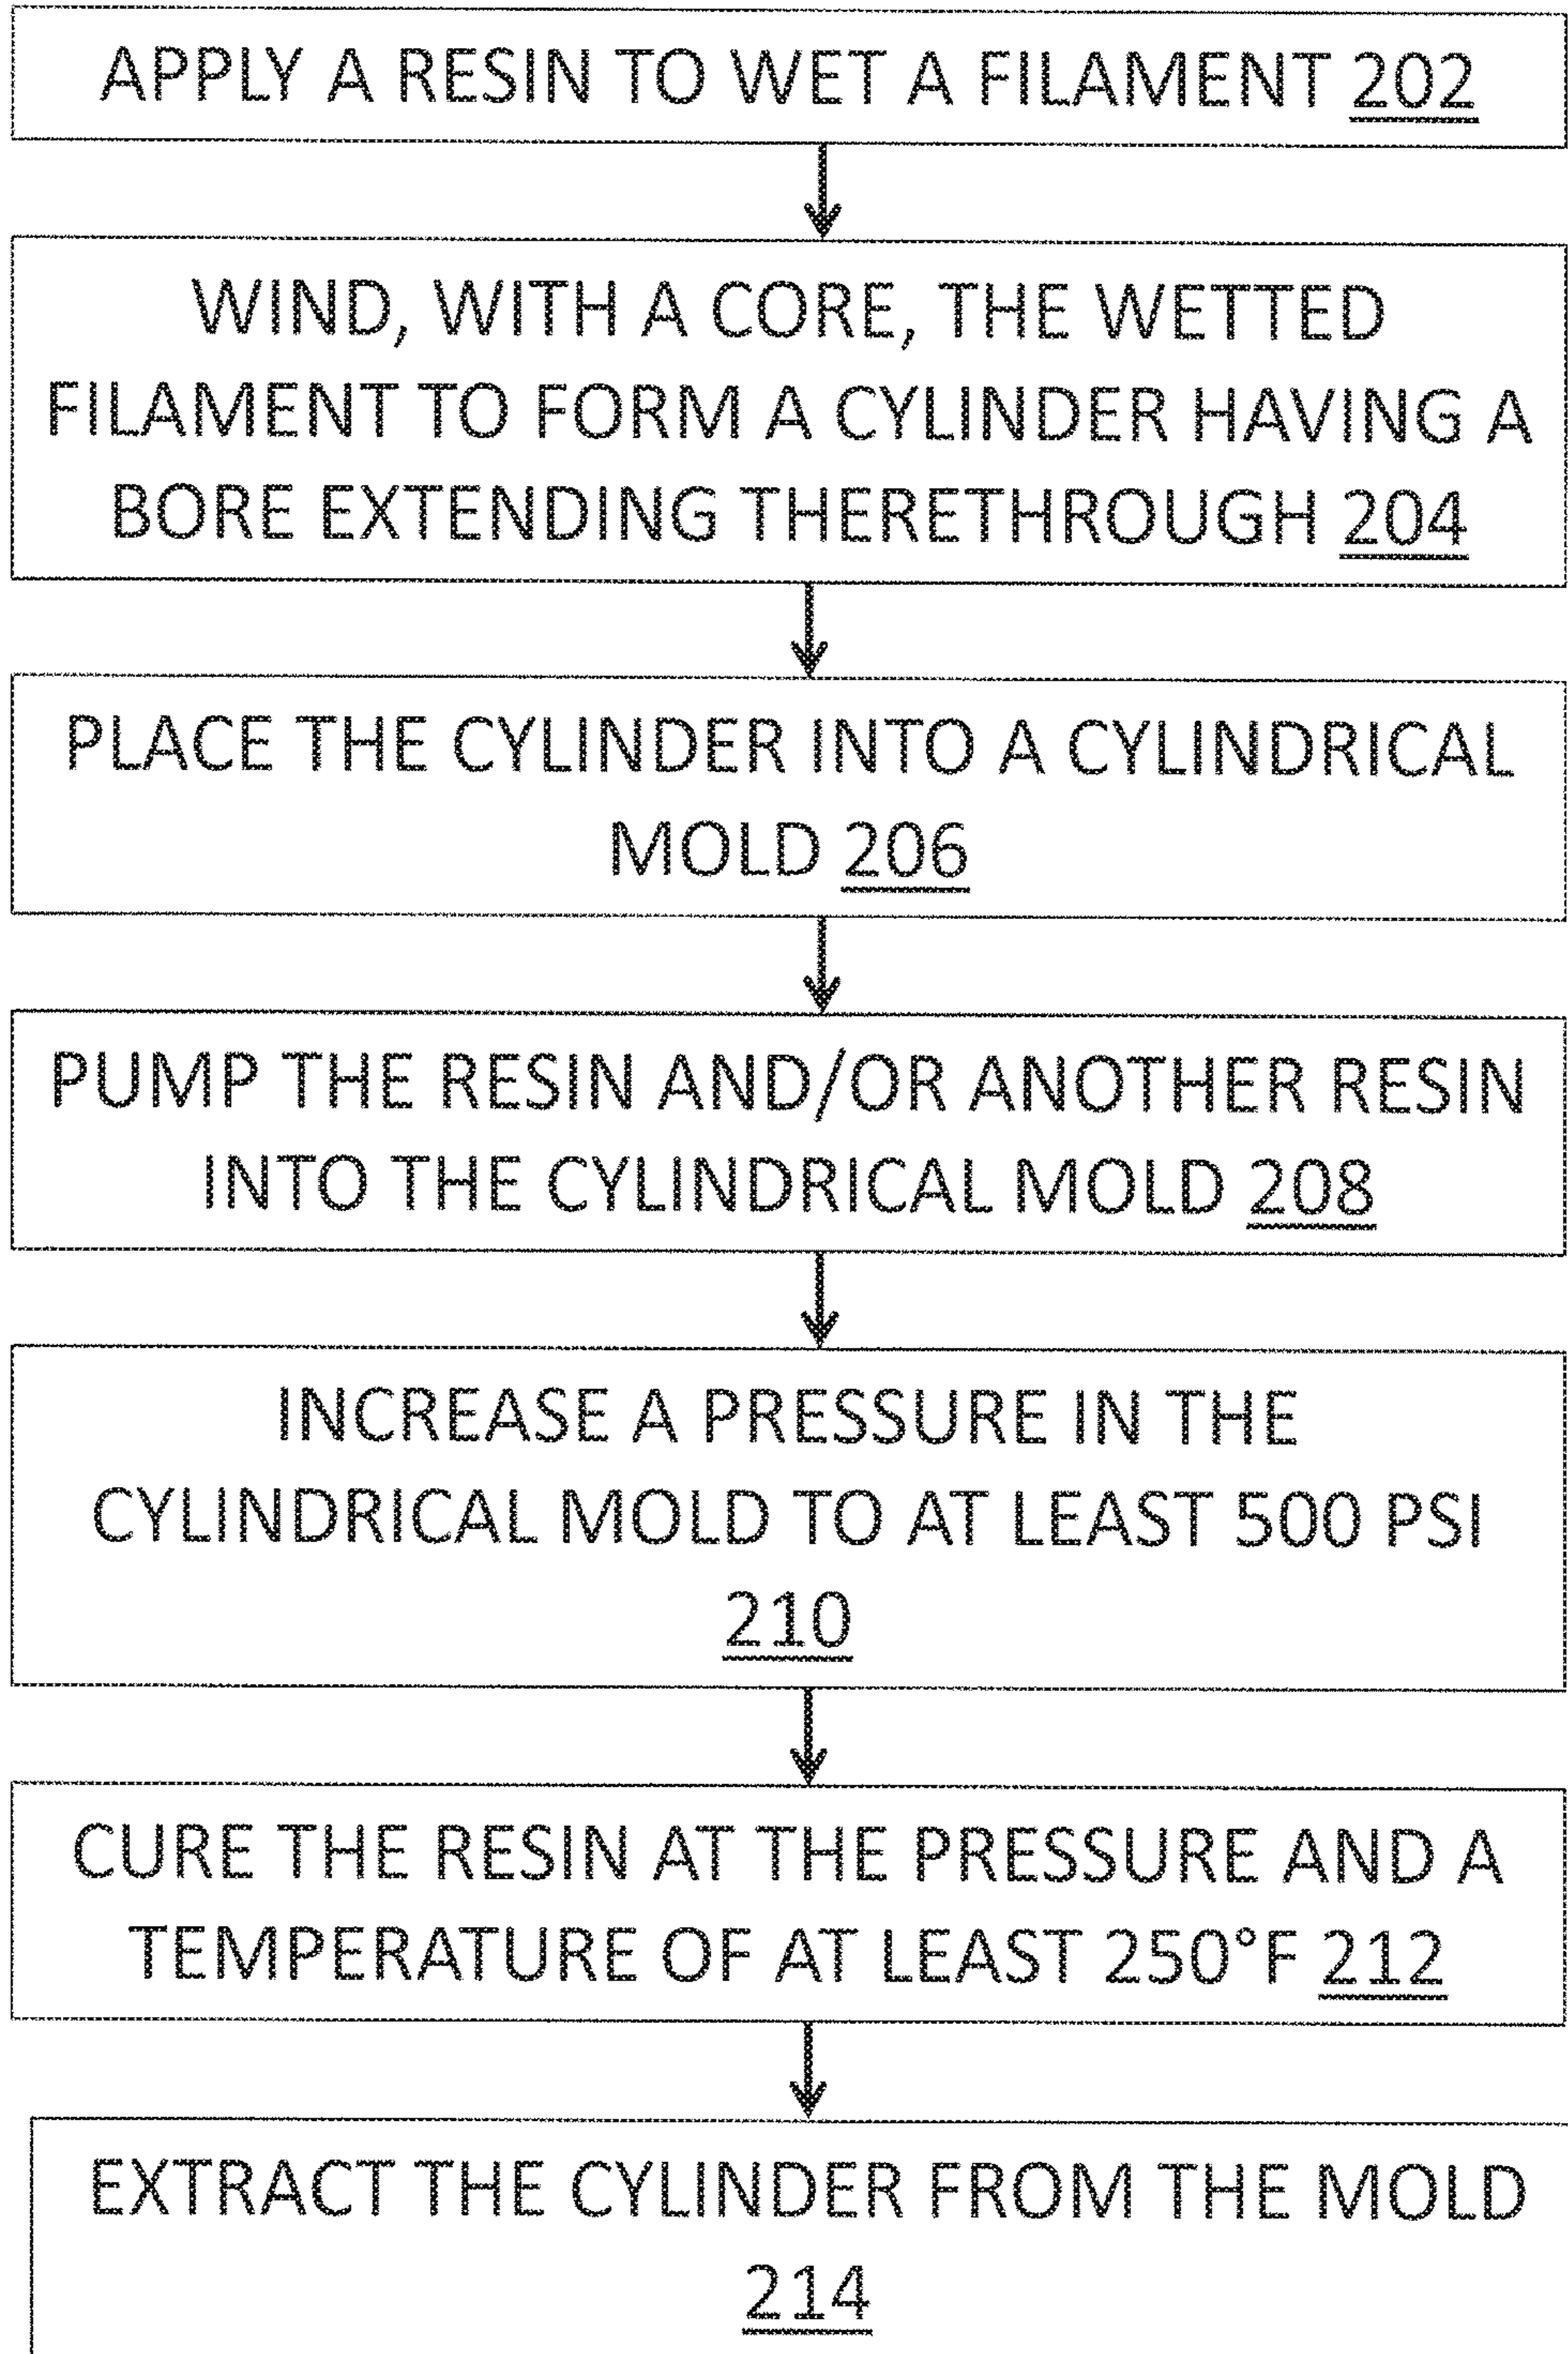 APPLY A RESIN TO WET A FILAMENT 202
WIND, WITH A CORE, THE WETTED
FILAMENT TO FORM A CYLINDER HAVING A
BORE EXTENDING THERETHROUGH 204
PLACE THE CYLINDER INTO A CYLINDRICAL
MOLD 206
PUMP THE RESIN AND/OR ANOTHER RESIN
INTO THE CYLINDRICAL MOLD 208
INCREASE A PRESSURE IN THE
CYLINDRICAL MOLD TO AT LEAST 500 PSI
210
CURE THE RESIN AT THE PRESSURE AND A
TEMPERATURE OF AT LEAST 250°F 212
EXTRACT THE CYLINDER FROM THE MOLD
214